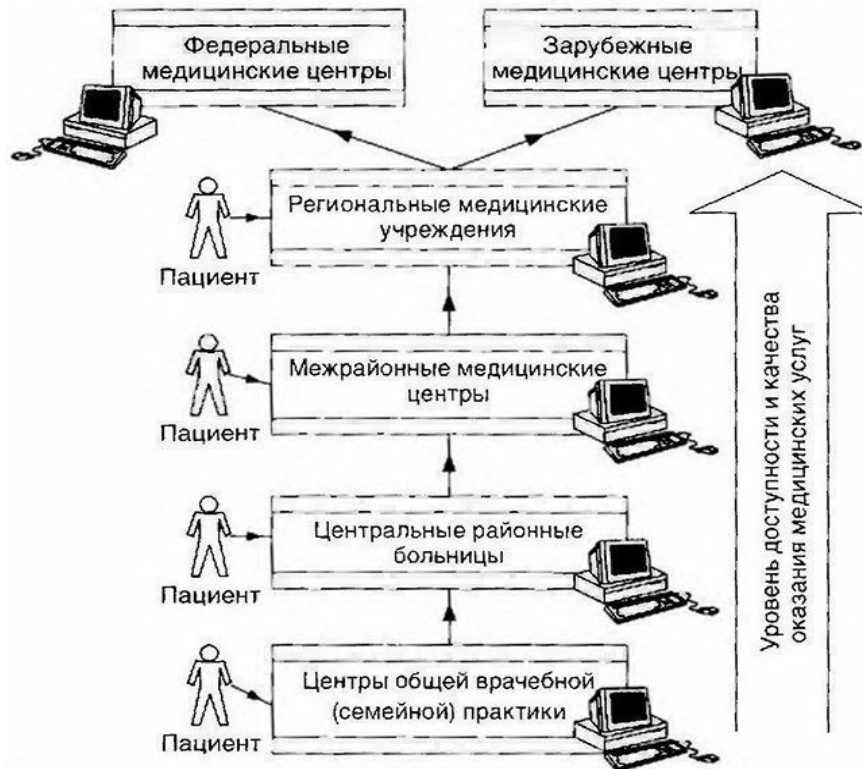 Федеральные
медицинские центры
Зарубежные
медицинские центры
Региональные медицинские
учреждения
Пациент
Межрайонные медицинские
центры
Пациент
Центральные районные
больницы
Пациент
Центры общей врачебной
(семейной) практики
Пациент
Уровень доступности и качества
оказания медицинских услуг